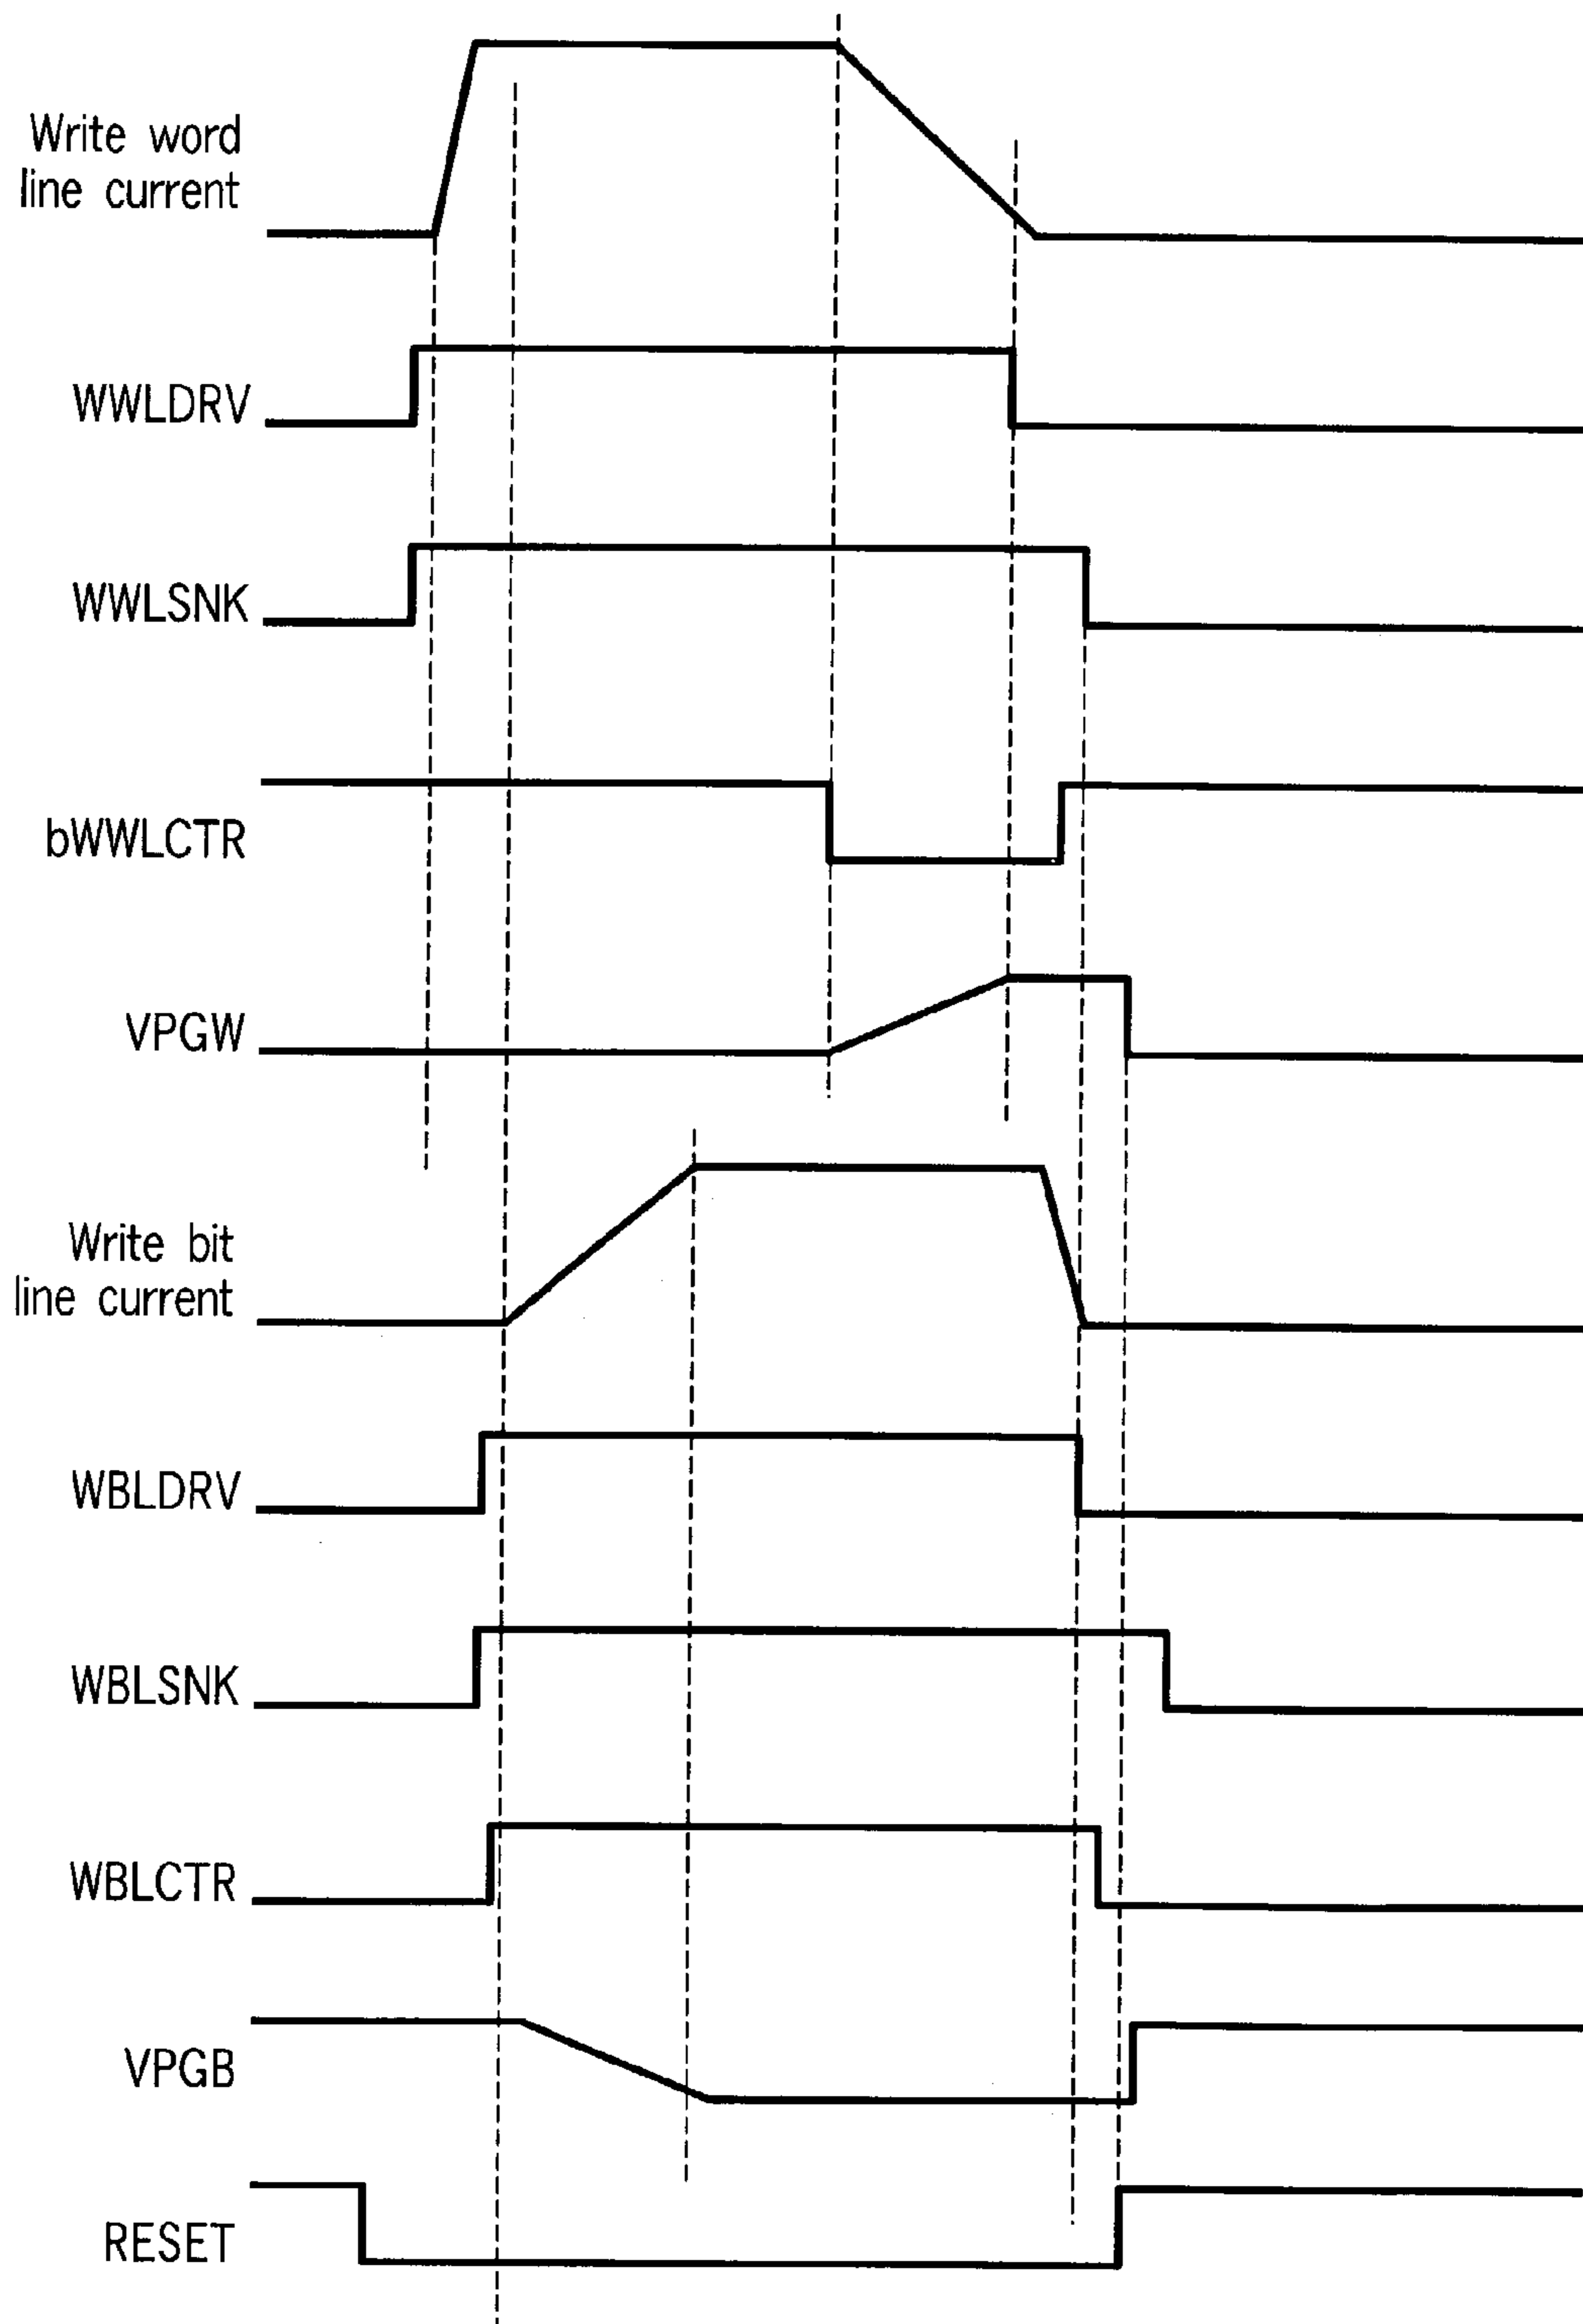 Write word
line current
WWLDRV
WWLSNK
bWWLCTR
VPGW
Write bit
line current
WBLDRV
WBLSNK
WBLCTR
VPGB
RESET